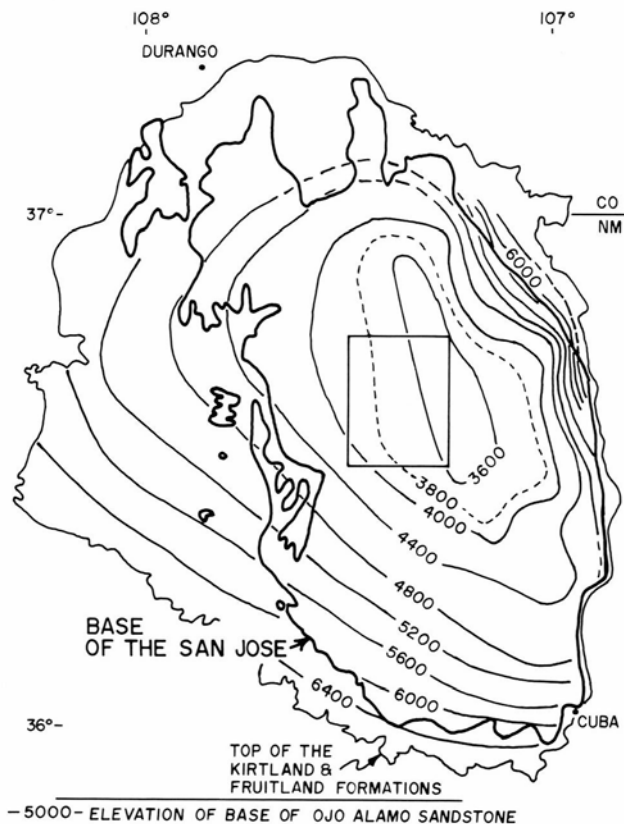 108°
107°
DURANGO
37°
CO
NM
6000
3600
3800
4000
4400
4800
5200
5600
6000
6400
BASE
OF THE SAN JOSE
36°
CUBA
TOP OF THE
KIRTLAND &
FRUITLAND FORMATIONS
—5000— ELEVATION OF BASE OF OJO ALAMO SANDSTONE